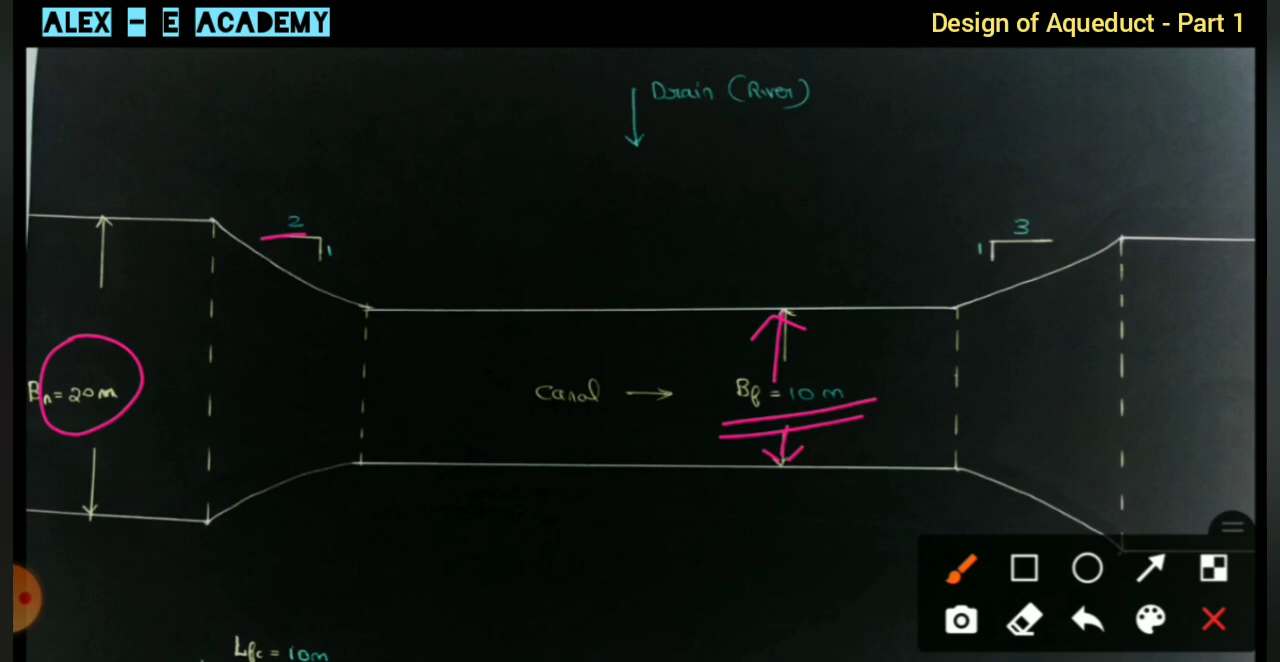 ALEX - E ACADEMY
Design of Aqueduct - Part 1
Drain (River)
2
1
3
1
Bn = 20m
Canal →
Bf = 10 m
Lfc = 10m